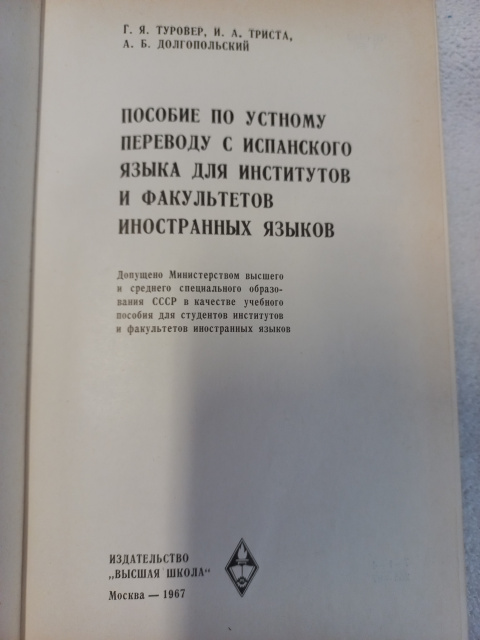 Г. Я. ТУРОВЕР, И. А. ТРИСТА,
А. Б. ДОЛГОПОЛЬСКИЙ
ПОСОБИЕ ПО УСТНОМУ
ПЕРЕВОДУ С ИСПАНСКОГО
ЯЗЫКА ДЛЯ ИНСТИТУТОВ
И ФАКУЛЬТЕТОВ
ИНОСТРАННЫХ ЯЗЫКОВ
Допущено Министерством высшего
и среднего специального образо-
вания СССР в качестве учебного
пособия для студентов институтов
и факультетов иностранных языков
ИЗДАТЕЛЬСТВО
„ВЫСШАЯ ШКОЛА"
Москва — 1967